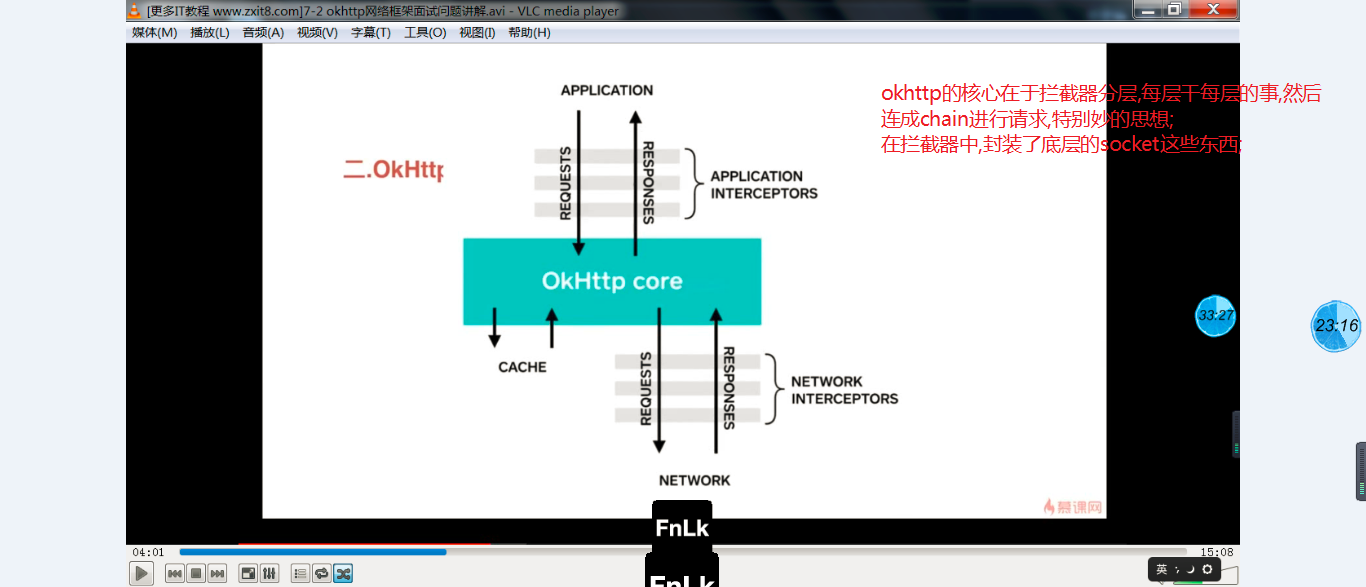 [更多IT教程 www.zxit8.com]7-2 okhttp网络框架面试问题讲解.avi - VLC media player
媒体(M) 播放(L) 音频(A) 视频(V) 字幕(T) 工具(O) 视图(I) 帮助(H)
okhttp的核心在于拦截器分层,每层干每层的事,然后
连成chain进行请求,特别妙的思想;
在拦截器中,封装了底层的socket这些东西;
APPLICATION
二.OkHttp
REQUESTS
RESPONSES
APPLICATION
INTERCEPTORS
OkHttp core
CACHE
REQUESTS
RESPONSES
NETWORK
INTERCEPTORS
NETWORK
33:27
23:16
慕课网
FnLk
FnLk
04:01
15:08
英